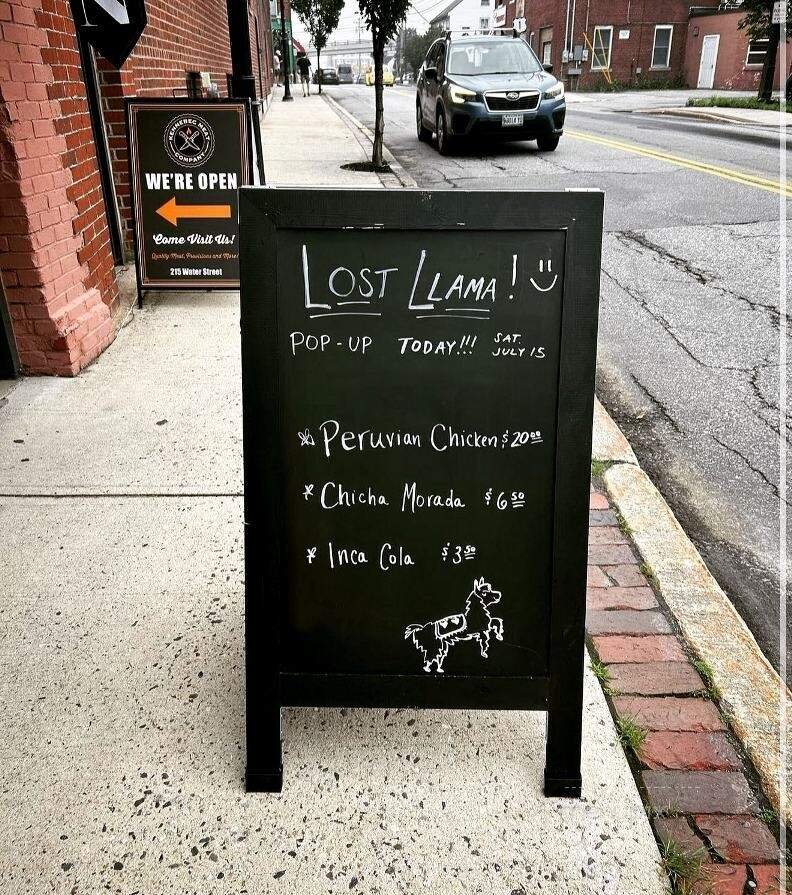 KENNEBEC MEAT
COMPANY
WE'RE OPEN
Come Visit Us!
Quality Meat, Provisions and More!
215 Water Street
LOST LLAMA! :)
POP-UP TODAY!!! SAT. JULY 15
* Peruvian Chicken $20.00
* Chicha Morada $6.50
* Inca Cola $3.50